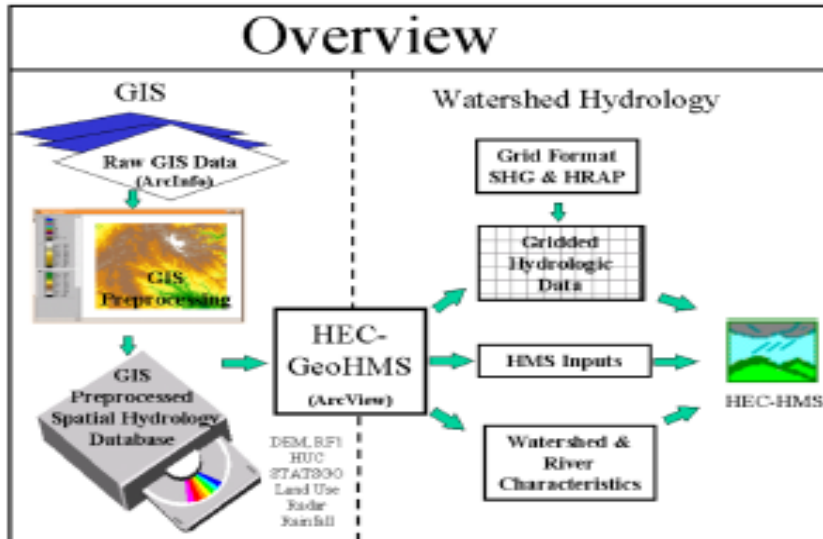 Overview
GIS
Raw GIS Data
(ArcInfo)
GIS
Preprocessing
GIS
Preprocessed
Spatial Hydrology
Database
HEC-
GeoHMS
(ArcView)
DEM, RF1
HUC
STATSGO
Land Use
Radar
Rainfall
Watershed Hydrology
Grid Format
SHG & HRAP
Gridded
Hydrologic
Data
HMS Inputs
Watershed &
River
Characteristics
HEC-HMS